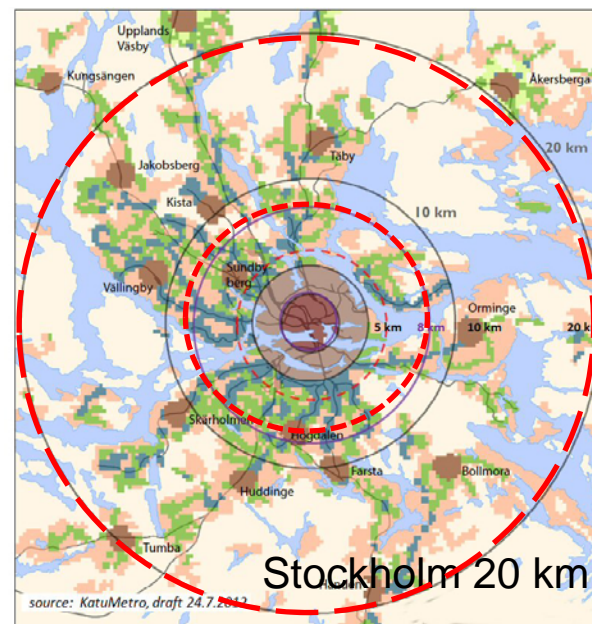 Upplands
Väsby
Kungsängen
Åkersberga
20 km
Täby
Jakobsberg
Kista
10 km
Sundby
berg
Vällingby
Orminge
5 km 8 km 10 km 20 k
Skärholmen
Högdalen
Farsta
Bollmora
Huddinge
Tumba
Stockholm 20 km
Handen
source: KatuMetro, draft 24.7.2012